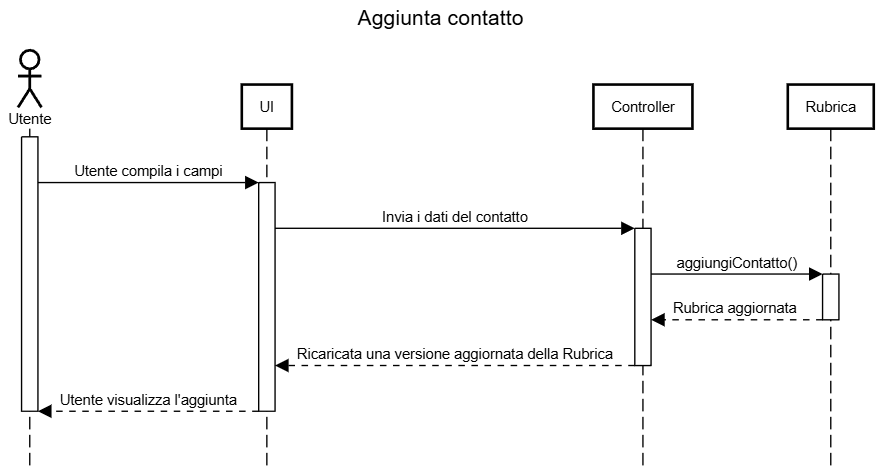 Aggiunta contatto
Utente
UI
Controller
Rubrica
Utente compila i campi
Invia i dati del contatto
aggiungiContatto()
Rubrica aggiornata
Ricaricata una versione aggiornata della Rubrica
Utente visualizza l'aggiunta